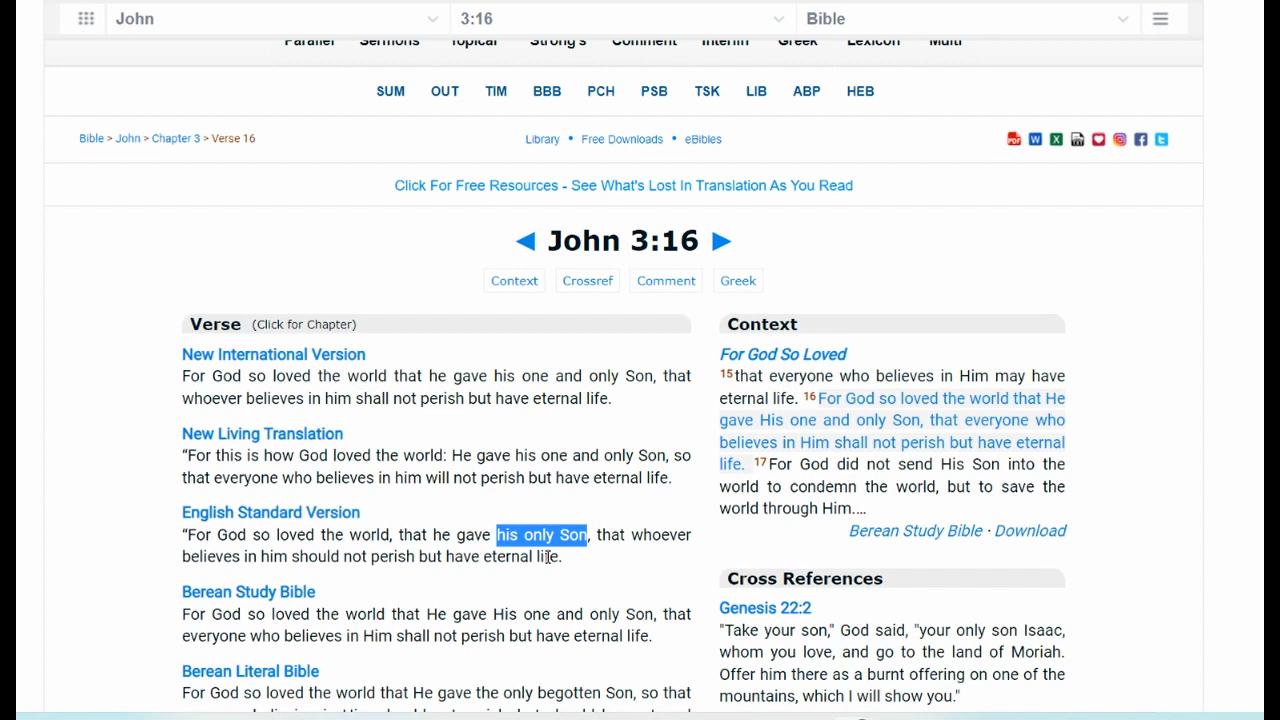 John 3:16 Bible
Parallel Sermons Topical Strong's Comment Interlin Greek Lexicon Multi
SUM OUT TIM BBB PCH PSB TSK LIB ABP HEB
Bible > John > Chapter 3 > Verse 16
Library • Free Downloads • eBibles
Click For Free Resources - See What's Lost In Translation As You Read
◄ John 3:16 ►
Context Crossref Comment Greek
Verse (Click for Chapter)
New International Version
For God so loved the world that he gave his one and only Son, that
whoever believes in him shall not perish but have eternal life.
New Living Translation
“For this is how God loved the world: He gave his one and only Son, so
that everyone who believes in him will not perish but have eternal life.
English Standard Version
“For God so loved the world, that he gave his only Son, that whoever
believes in him should not perish but have eternal life.
Berean Study Bible
For God so loved the world that He gave His one and only Son, that
everyone who believes in Him shall not perish but have eternal life.
Berean Literal Bible
For God so loved the world that He gave the only begotten Son, so that
Context
For God So Loved
15that everyone who believes in Him may have
eternal life. 16For God so loved the world that He
gave His one and only Son, that everyone who
believes in Him shall not perish but have eternal
life. 17For God did not send His Son into the
world to condemn the world, but to save the
world through Him.…
Berean Study Bible · Download
Cross References
Genesis 22:2
"Take your son," God said, "your only son Isaac,
whom you love, and go to the land of Moriah.
Offer him there as a burnt offering on one of the
mountains, which I will show you."